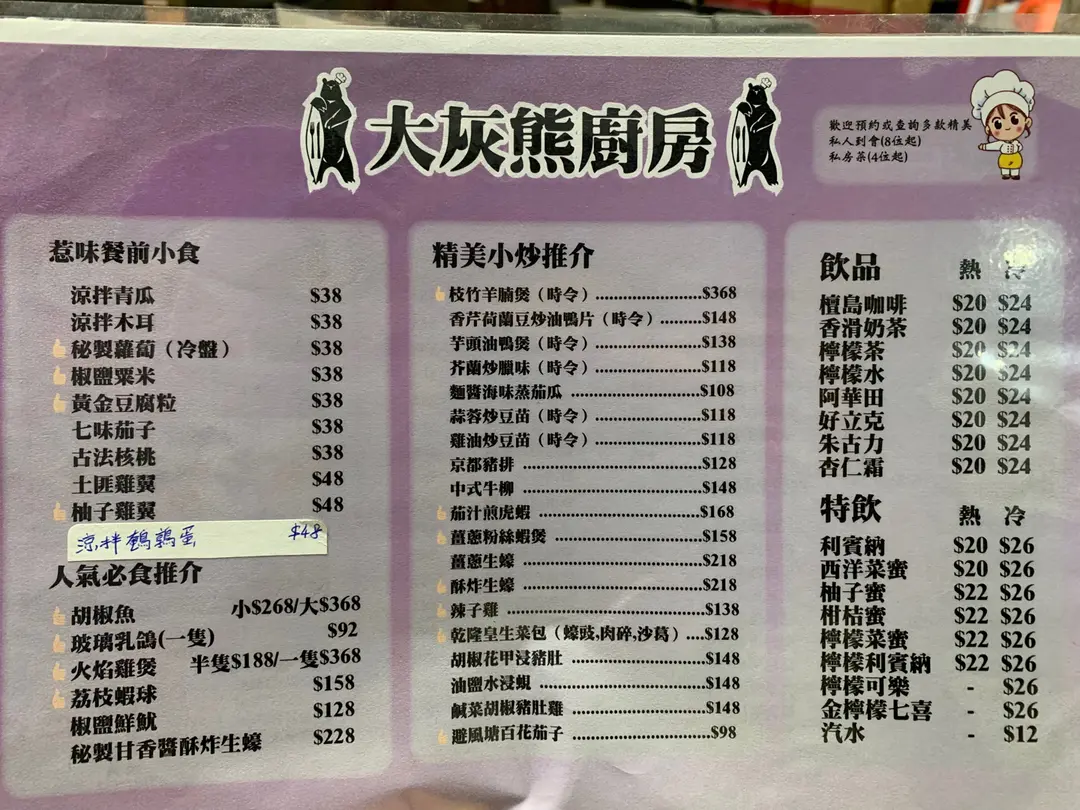 大灰熊廚房
歡迎預約或查詢多款精美
私人到會(8位起)
私房菜(4位起)
惹味餐前小食
涼拌青瓜 $38
涼拌木耳 $38
秘製蘿蔔（冷盤） $38
椒鹽粟米 $38
黃金豆腐粒 $38
七味茄子 $38
古法核桃 $38
土匪雞翼 $48
柚子雞翼 $48
涼拌鵪鶉蛋 $48
人氣必食推介
胡椒魚 小$268/大$368
玻璃乳鴿(一隻) $92
火焰雞煲 半隻$188/一隻$368
荔枝蝦球 $158
椒鹽鮮魷 $128
秘製甘香醬酥炸生蠔 $228
精美小炒推介
枝竹羊腩煲（時令）......................$368
香芹荷蘭豆炒油鴨片（時令）.........$148
芋頭油鴨煲（時令）......................$138
芥蘭炒臘味（時令）......................$118
麵醬海味蒸茄瓜 ...........................$108
蒜蓉炒豆苗（時令）......................$118
雞油炒豆苗（時令）......................$118
京都豬排 .....................................$128
中式牛柳 .....................................$148
茄汁煎虎蝦 .................................$168
薑蔥粉絲蝦煲 ..............................$158
薑蔥生蠔 .....................................$218
酥炸生蠔 .....................................$218
辣子雞 ........................................$138
乾隆皇生菜包（蠔豉,肉碎,沙葛）....$128
胡椒花甲浸豬肚 ...........................$148
油鹽水浸蜆 .................................$148
鹹菜胡椒豬肚雞 ...........................$148
避風塘百花茄子 ...........................$98
飲品 熱 冷
檀島咖啡 $20 $24
香滑奶茶 $20 $24
檸檬茶 $20 $24
檸檬水 $20 $24
阿華田 $20 $24
好立克 $20 $24
朱古力 $20 $24
杏仁霜 $20 $24
特飲 熱 冷
利賓納 $20 $26
西洋菜蜜 $20 $26
柚子蜜 $22 $26
柑桔蜜 $22 $26
檸檬菜蜜 $22 $26
檸檬利賓納 $22 $26
檸檬可樂 - $26
金檸檬七喜 - $26
汽水 - $12